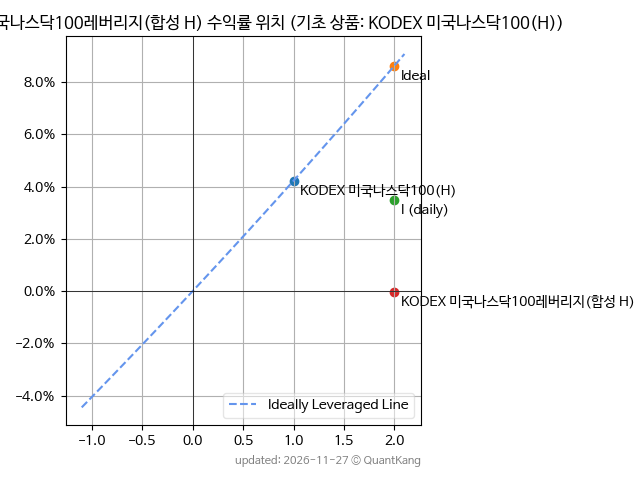 국나스닥100레버리지(합성 H) 수익률 위치 (기초 상품: KODEX 미국나스닥100(H))
8.0%
6.0%
4.0%
2.0%
0.0%
−2.0%
−4.0%
Ideal
KODEX 미국나스닥100(H)
I (daily)
KODEX 미국나스닥100레버리지(합성 H)
Ideally Leveraged Line
−1.0 −0.5 0.0 0.5 1.0 1.5 2.0
updated: 2026-11-27 © QuantKang